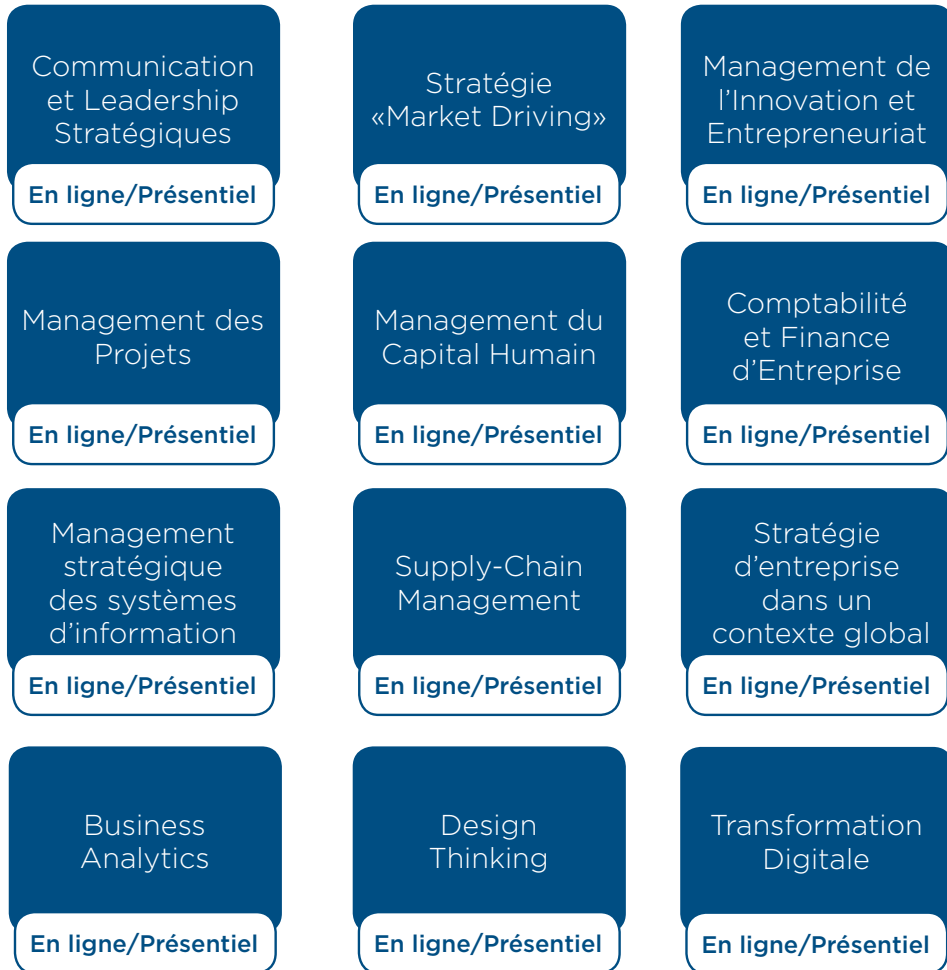 Communication
et Leadership
Stratégiques
En ligne/Présentiel
Stratégie
«Market Driving»
En ligne/Présentiel
Management de
l’Innovation et
Entrepreneuriat
En ligne/Présentiel
Management des
Projets
En ligne/Présentiel
Management du
Capital Humain
En ligne/Présentiel
Comptabilité
et Finance
d’Entreprise
En ligne/Présentiel
Management
stratégique
des systèmes
d’information
En ligne/Présentiel
Supply-Chain
Management
En ligne/Présentiel
Stratégie
d’entreprise
dans un
contexte global
En ligne/Présentiel
Business
Analytics
En ligne/Présentiel
Design
Thinking
En ligne/Présentiel
Transformation
Digitale
En ligne/Présentiel